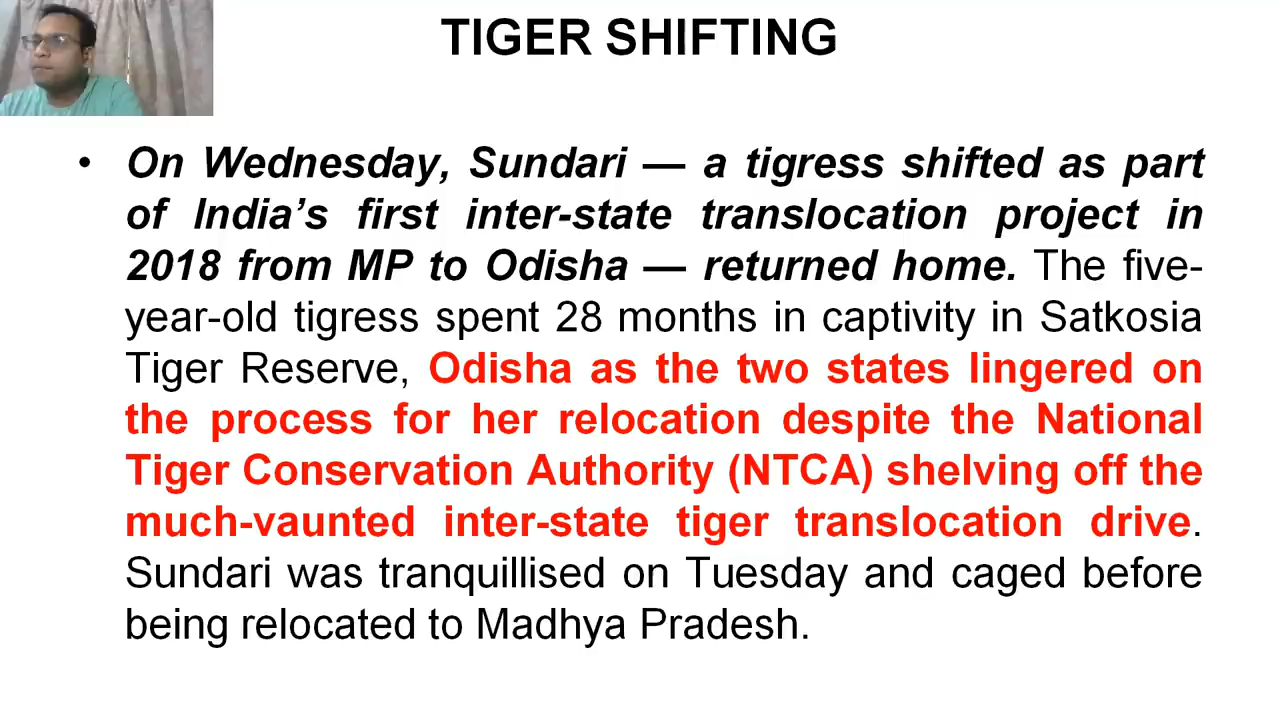 TIGER SHIFTING
• On Wednesday, Sundari — a tigress shifted as part
of India’s first inter-state translocation project in
2018 from MP to Odisha — returned home. The five-
year-old tigress spent 28 months in captivity in Satkosia
Tiger Reserve, Odisha as the two states lingered on
the process for her relocation despite the National
Tiger Conservation Authority (NTCA) shelving off the
much-vaunted inter-state tiger translocation drive.
Sundari was tranquillised on Tuesday and caged before
being relocated to Madhya Pradesh.